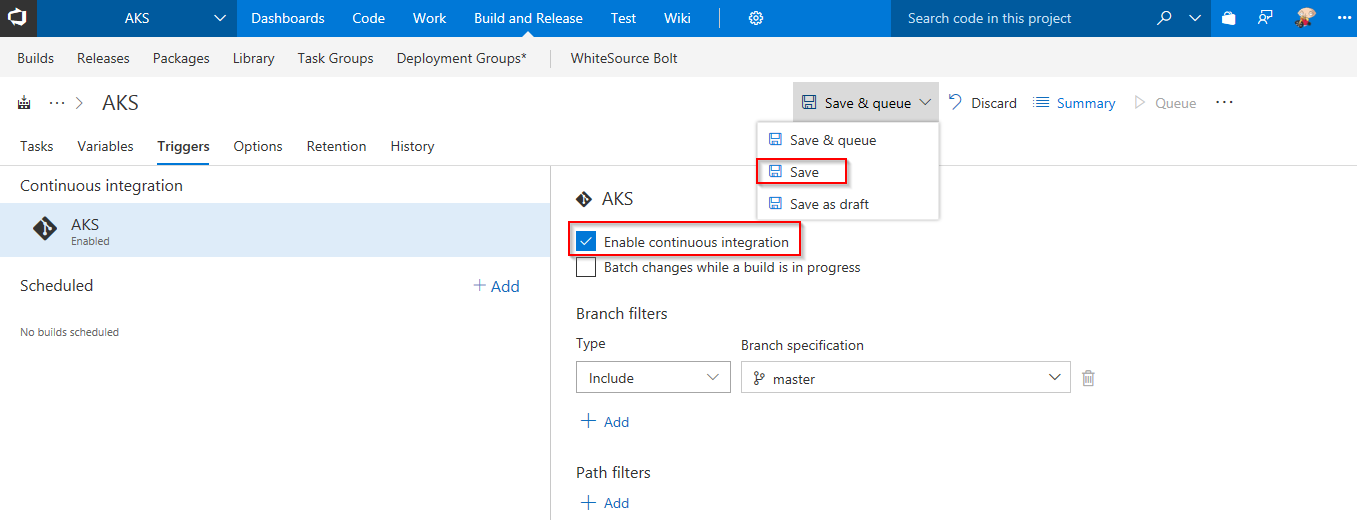 AKS Dashboards Code Work Build and Release Test Wiki Search code in this project
Builds Releases Packages Library Task Groups Deployment Groups* WhiteSource Bolt
AKS Save & queue Discard Summary Queue
Save & queue
Save
Save as draft
Tasks Variables Triggers Options Retention History
Continuous integration
AKS
Enabled
Scheduled + Add
No builds scheduled
AKS
Enable continuous integration
Batch changes while a build is in progress
Branch filters
Type Branch specification
Include master
+ Add
Path filters
+ Add